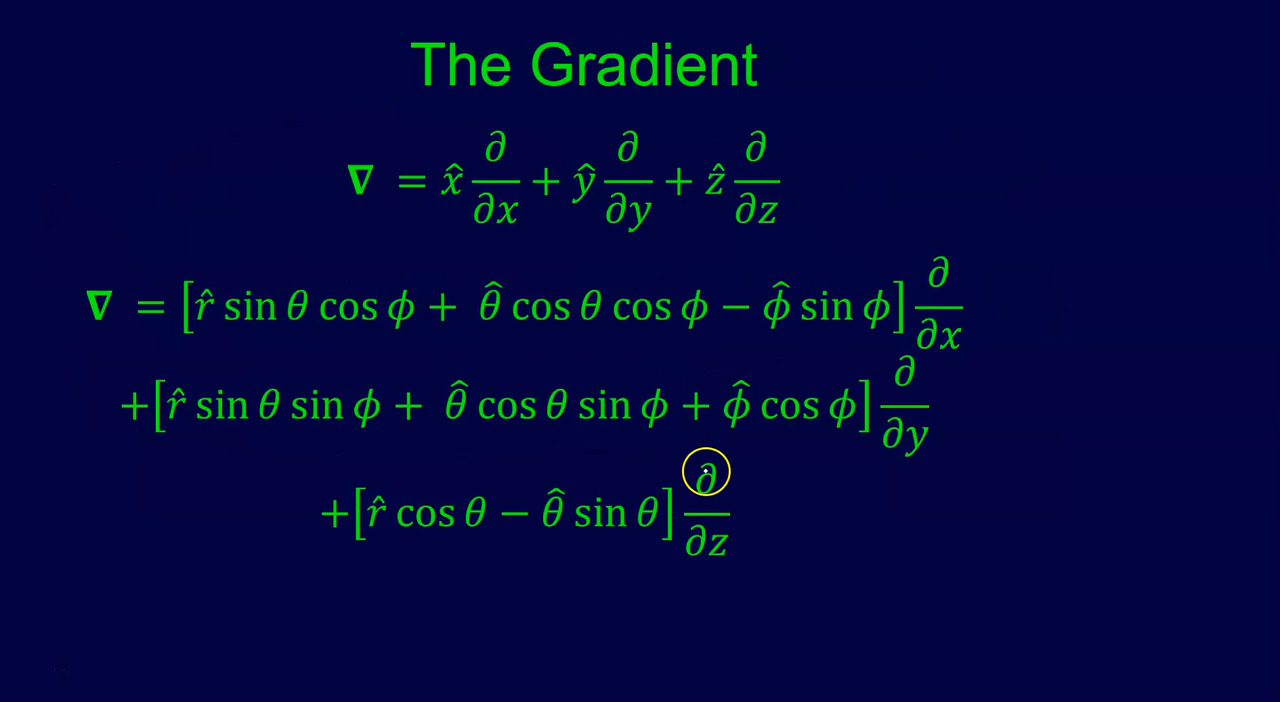 The Gradient
𝛁 = x̂ ∂/∂x + ŷ ∂/∂y + ẑ ∂/∂z
𝛁 = [r̂ sin θ cos ϕ + θ̂ cos θ cos ϕ − ϕ̂ sin ϕ] ∂/∂x
+[r̂ sin θ sin ϕ + θ̂ cos θ sin ϕ + ϕ̂ cos ϕ] ∂/∂y
+[r̂ cos θ − θ̂ sin θ] ∂/∂z